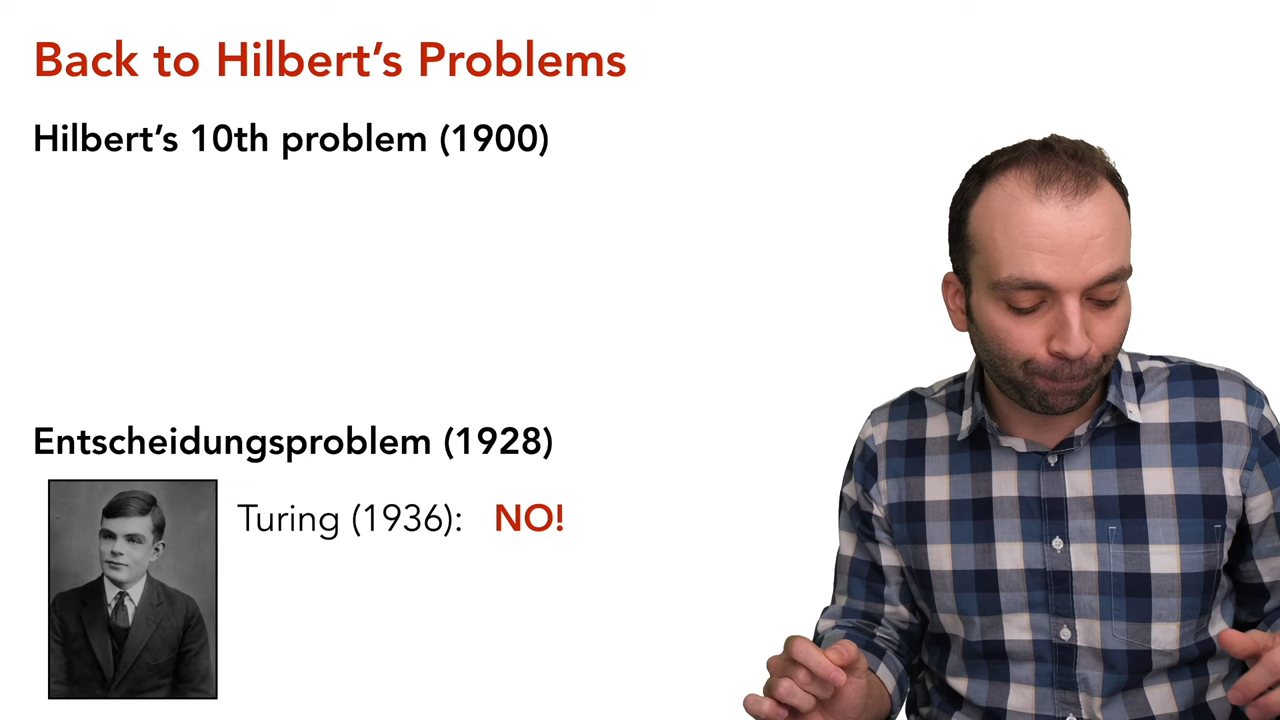 Back to Hilbert’s Problems
Hilbert’s 10th problem (1900)
Entscheidungsproblem (1928)
Turing (1936): NO!